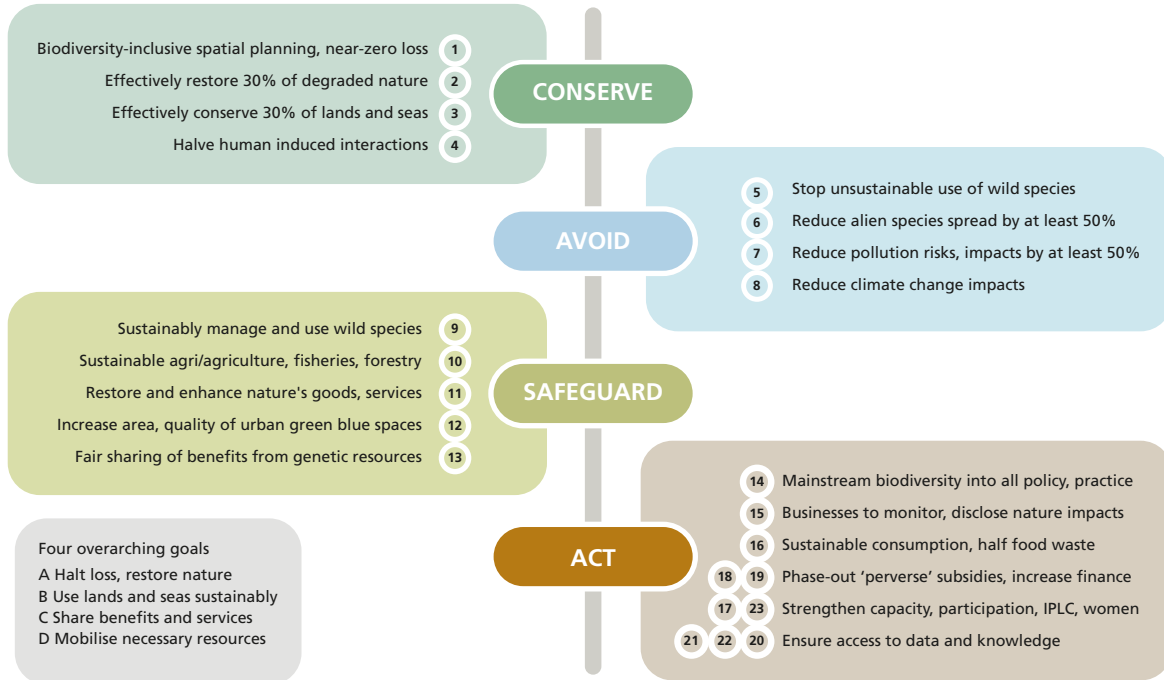 Biodiversity-inclusive spatial planning, near-zero loss 1
Effectively restore 30% of degraded nature 2
Effectively conserve 30% of lands and seas 3
Halve human induced interactions 4
CONSERVE
5 Stop unsustainable use of wild species
6 Reduce alien species spread by at least 50%
7 Reduce pollution risks, impacts by at least 50%
8 Reduce climate change impacts
AVOID
Sustainably manage and use wild species 9
Sustainable agri/agriculture, fisheries, forestry 10
Restore and enhance nature's goods, services 11
Increase area, quality of urban green blue spaces 12
Fair sharing of benefits from genetic resources 13
SAFEGUARD
14 Mainstream biodiversity into all policy, practice
15 Businesses to monitor, disclose nature impacts
16 Sustainable consumption, half food waste
18 19 Phase-out ‘perverse’ subsidies, increase finance
17 23 Strengthen capacity, participation, IPLC, women
21 22 20 Ensure access to data and knowledge
ACT
Four overarching goals
A Halt loss, restore nature
B Use lands and seas sustainably
C Share benefits and services
D Mobilise necessary resources